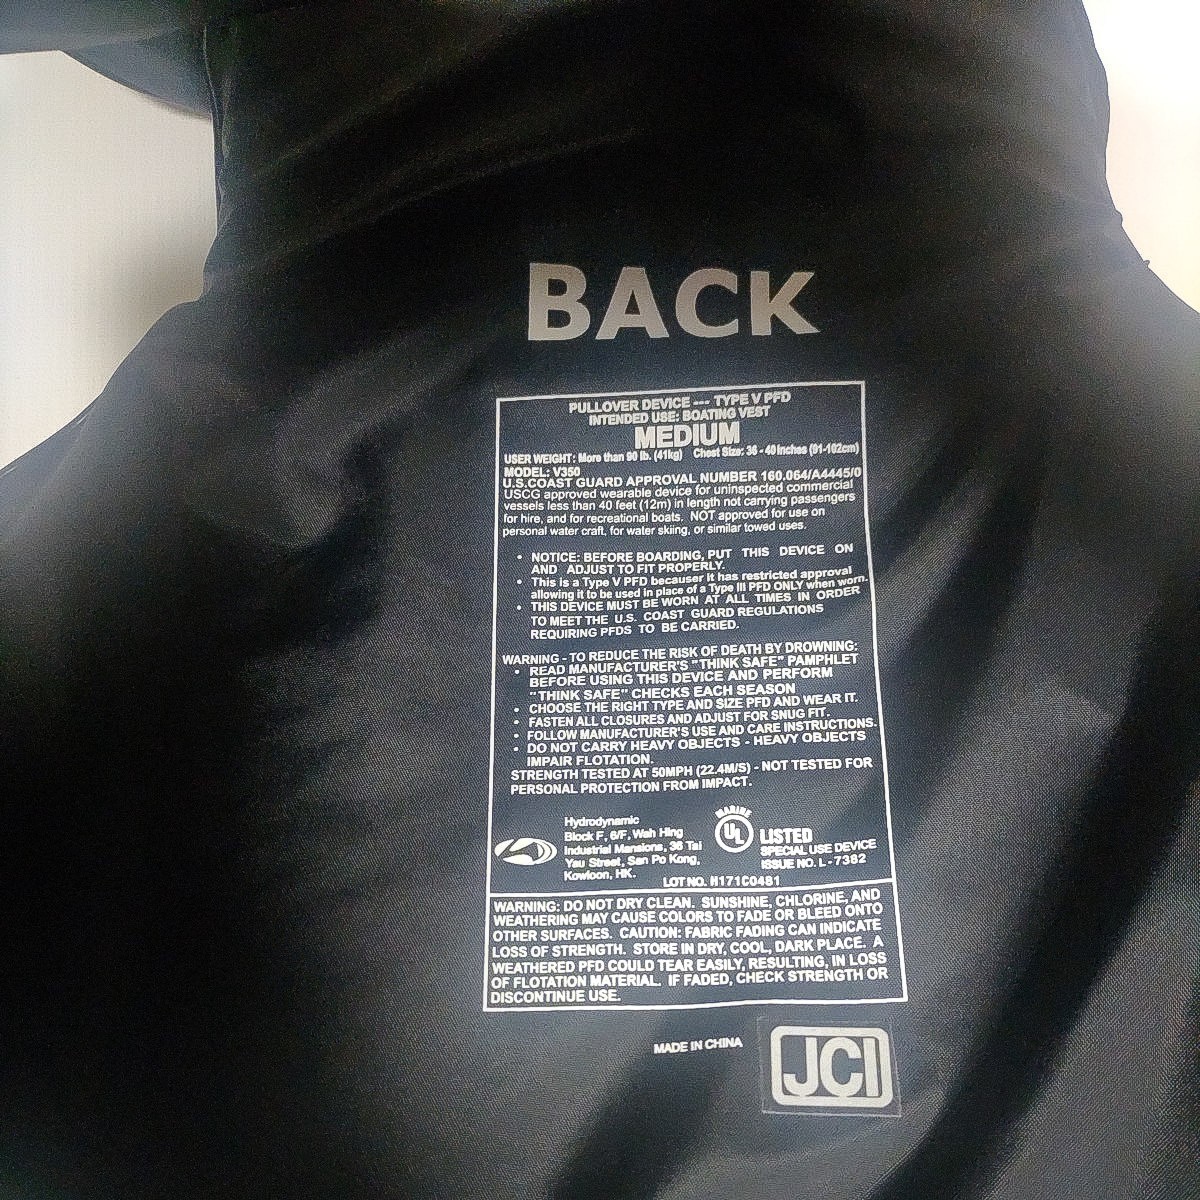 BACK
PULLOVER DEVICE --- TYPE V PFD
INTENDED USE: BOATING VEST
MEDIUM
USER WEIGHT: More than 90 lb. (41kg) Chest Size: 36 - 40 Inches (91-102cm)
MODEL: V350
U.S.COAST GUARD APPROVAL NUMBER 160.064/A4445/0
USCG approved wearable device for uninspected commercial
vessels less than 40 feet (12m) in length not carrying passengers
for hire, and for recreational boats. NOT approved for use on
personal water craft, for water skiing, or similar towed uses.
• NOTICE: BEFORE BOARDING, PUT THIS DEVICE ON
AND ADJUST TO FIT PROPERLY.
• This is a Type V PFD becauser it has restricted approval
allowing it to be used in place of a Type III PFD ONLY when worn.
• THIS DEVICE MUST BE WORN AT ALL TIMES IN ORDER
TO MEET THE U.S. COAST GUARD REGULATIONS
REQUIRING PFDS TO BE CARRIED.
WARNING - TO REDUCE THE RISK OF DEATH BY DROWNING:
• READ MANUFACTURER'S "THINK SAFE" PAMPHLET
BEFORE USING THIS DEVICE AND PERFORM
"THINK SAFE" CHECKS EACH SEASON
• CHOOSE THE RIGHT TYPE AND SIZE PFD AND WEAR IT.
• FASTEN ALL CLOSURES AND ADJUST FOR SNUG FIT.
• FOLLOW MANUFACTURER'S USE AND CARE INSTRUCTIONS.
• DO NOT CARRY HEAVY OBJECTS - HEAVY OBJECTS
IMPAIR FLOTATION.
STRENGTH TESTED AT 50MPH (22.4M/S) - NOT TESTED FOR
PERSONAL PROTECTION FROM IMPACT.
Hydrodynamic
Block F, 6/F, Wah Hing
Industrial Mansions, 36 Tai
Yau Street, San Po Kong,
Kowloon, HK.
MARINE
UL
LISTED
SPECIAL USE DEVICE
ISSUE NO. L - 7382
LOT NO. H171C0481
WARNING: DO NOT DRY CLEAN. SUNSHINE, CHLORINE, AND
WEATHERING MAY CAUSE COLORS TO FADE OR BLEED ONTO
OTHER SURFACES. CAUTION: FABRIC FADING CAN INDICATE
LOSS OF STRENGTH. STORE IN DRY, COOL, DARK PLACE. A
WEATHERED PFD COULD TEAR EASILY, RESULTING, IN LOSS
OF FLOTATION MATERIAL. IF FADED, CHECK STRENGTH OR
DISCONTINUE USE.
MADE IN CHINA
JCI